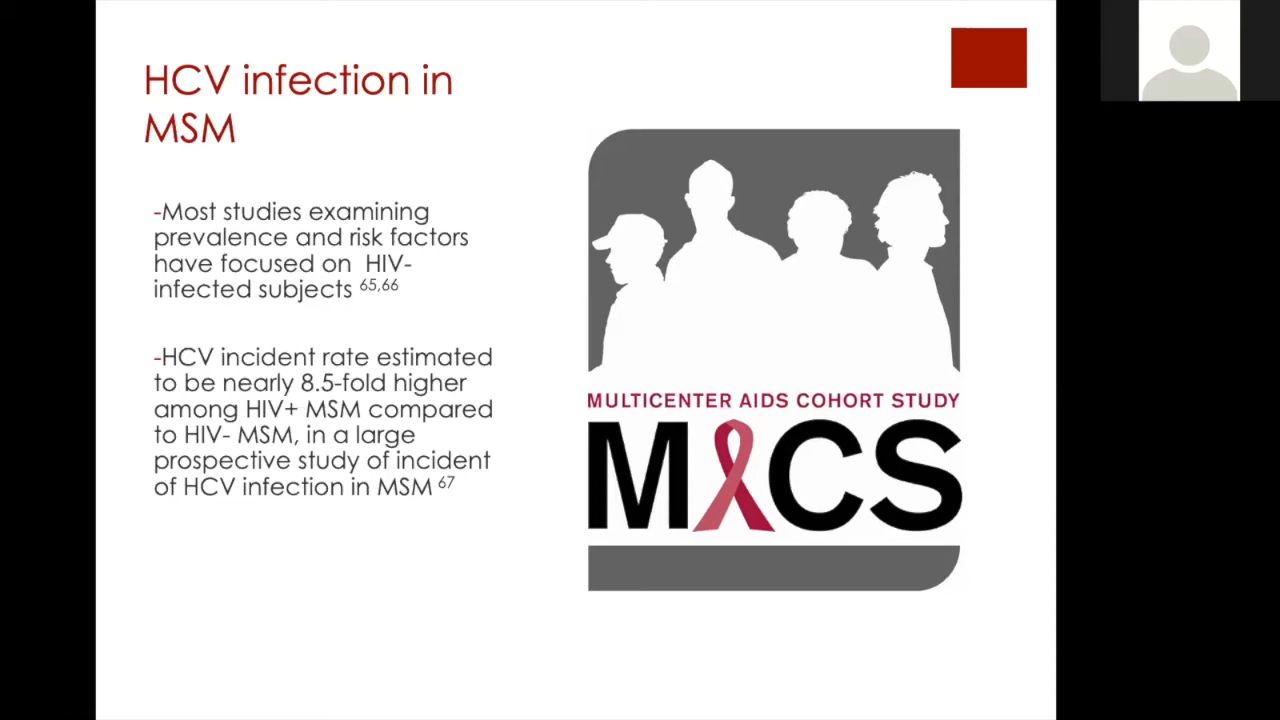 HCV infection in
MSM
-Most studies examining
prevalence and risk factors
have focused on  HIV-
infected subjects 65,66
-HCV incident rate estimated
to be nearly 8.5-fold higher
among HIV+ MSM compared
to HIV- MSM, in a large
prospective study of incident
of HCV infection in MSM 67
MULTICENTER AIDS COHORT STUDY
MACS